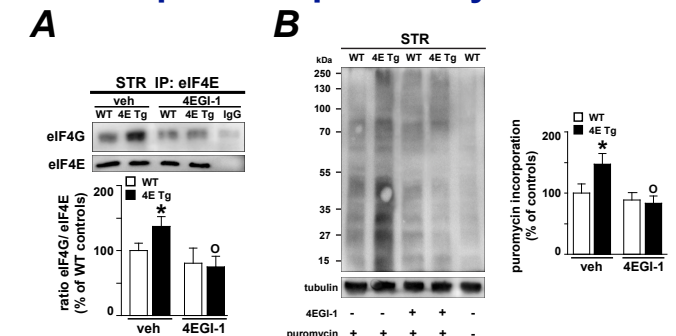 A
STR IP: eIF4E
veh 4EGI-1
WT 4E Tg WT 4E Tg IgG
eIF4G
eIF4E
WT
4E Tg
ratio eIF4G/ eIF4E
(% of WT controls)
200
100
0
*
O
veh 4EGI-1
B
STR
kDa WT 4E Tg WT 4E Tg WT
250
130
100
70
55
35
27
15
tubulin
4EGI-1 - - + + -
puromycin + + + + -
WT
4E Tg
puromycin incorporation
(% of controls)
200
100
0
*
O
veh 4EGI-1